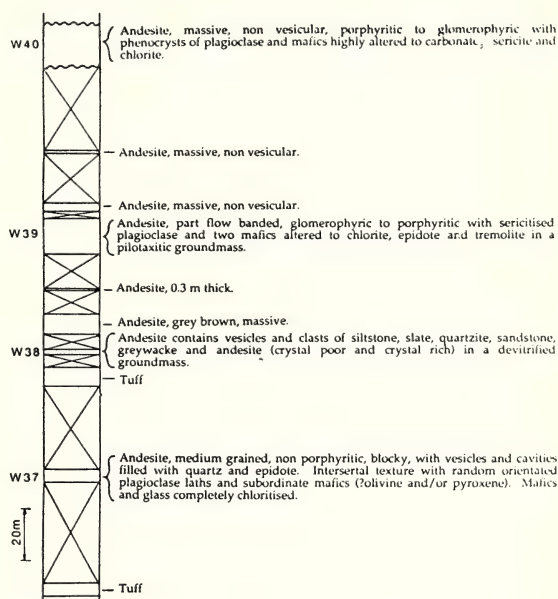 W40
Andesite, massive, non vesicular, porphyritic to glomerophyric with
phenocrysts of plagioclase and mafics highly altered to carbonate, sericite and
chlorite.
Andesite, massive, non vesicular.
Andesite, massive, non vesicular.
W39
Andesite, part flow banded, glomerophyric to porphyritic with sericitised
plagioclase and two mafics altered to chlorite, epidote and tremolite in a
pilotaxitic groundmass.
Andesite, 0.3 m thick.
Andesite, grey brown, massive.
W38
Andesite contains vesicles and clasts of siltstone, slate, quartzite, sandstone,
greywacke and andesite (crystal poor and crystal rich) in a devitrified
groundmass.
Tuff
W37
Andesite, medium grained, non porphyritic, blocky, with vesicles and cavities
filled with quartz and epidote. Intersertal texture with random orientated
plagioclase laths and subordinate mafics (?olivine and/or pyroxene). Mafics
and glass completely chloritised.
20m
Tuff